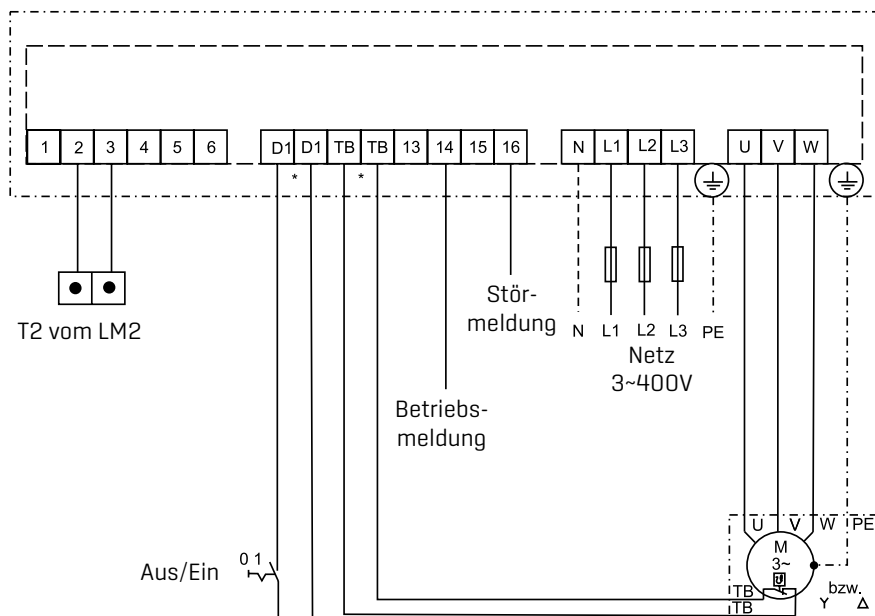 1 2 3 4 5 6 D1 D1 TB TB 13 14 15 16 N L1 L2 L3 U V W
* *
T2 vom LM2
Stör-
meldung
N L1 L2 L3 PE
Netz
3~400V
Betriebs-
meldung
U V W PE
M
3~
Aus/Ein
0 1
TB
TB
bzw.
Y Δ